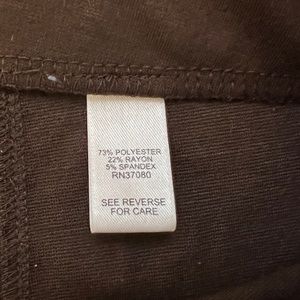 73% POLYESTER
22% RAYON
5% SPANDEX
RN37080
SEE REVERSE
FOR CARE